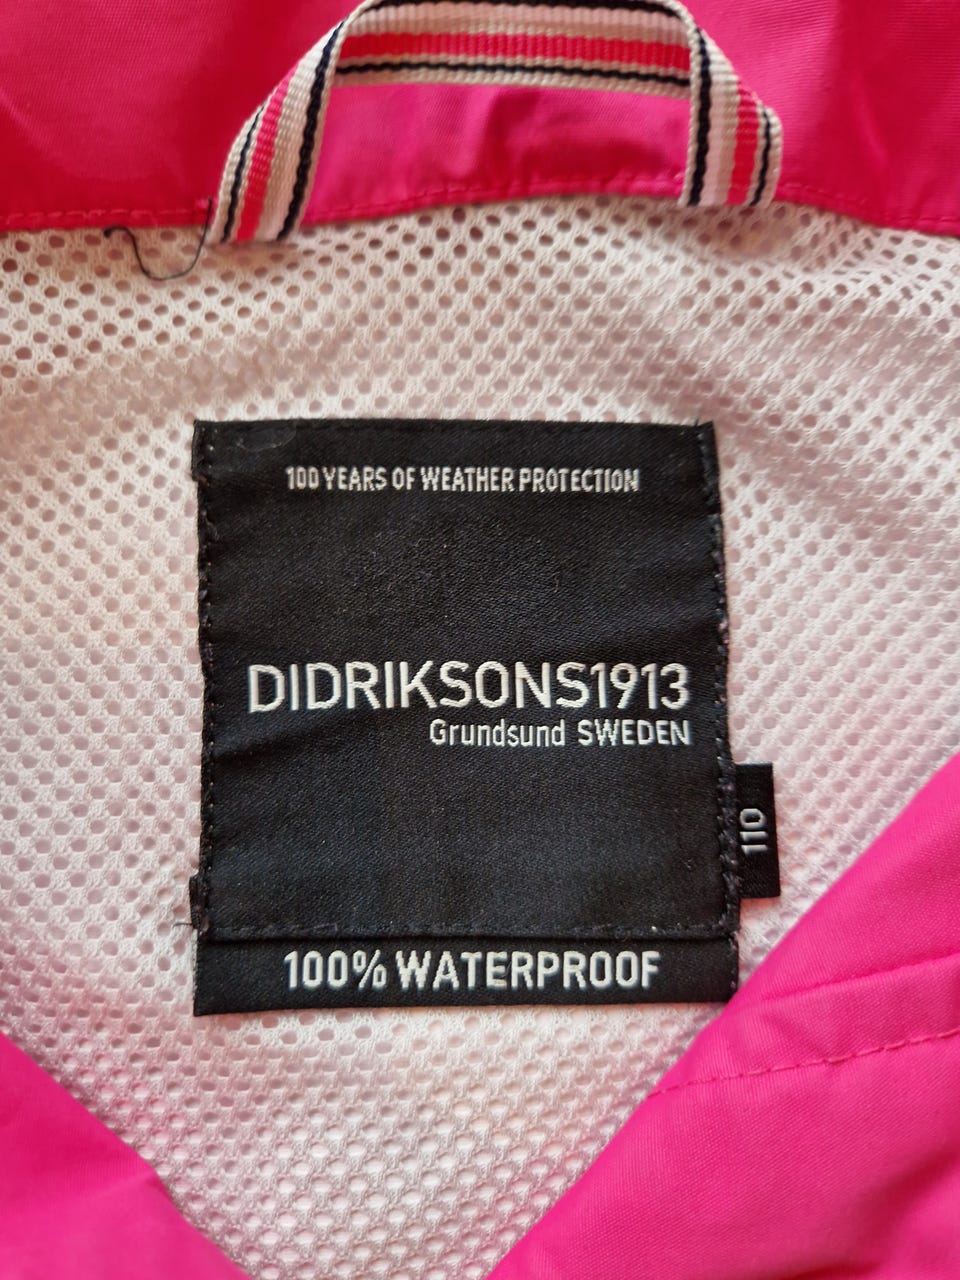 100 YEARS OF WEATHER PROTECTION
DIDRIKSONS1913
Grundsund SWEDEN
110
100% WATERPROOF